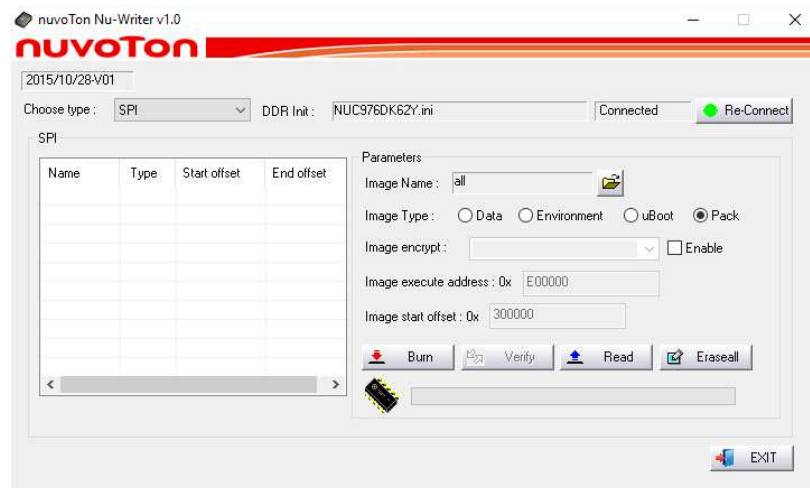 nuvoTon Nu-Writer v1.0
nuvoTon
2015/10/28-V01
Choose type : SPI DDR Init : NUC976DK62Y.ini Connected Re-Connect
SPI
Parameters
Name Type Start offset End offset
Image Name : all
Image Type : Data Environment uBoot Pack
Image encrypt : Enable
Image execute address : 0x E00000
Image start offset : 0x 300000
Burn Verify Read Eraseall
EXIT